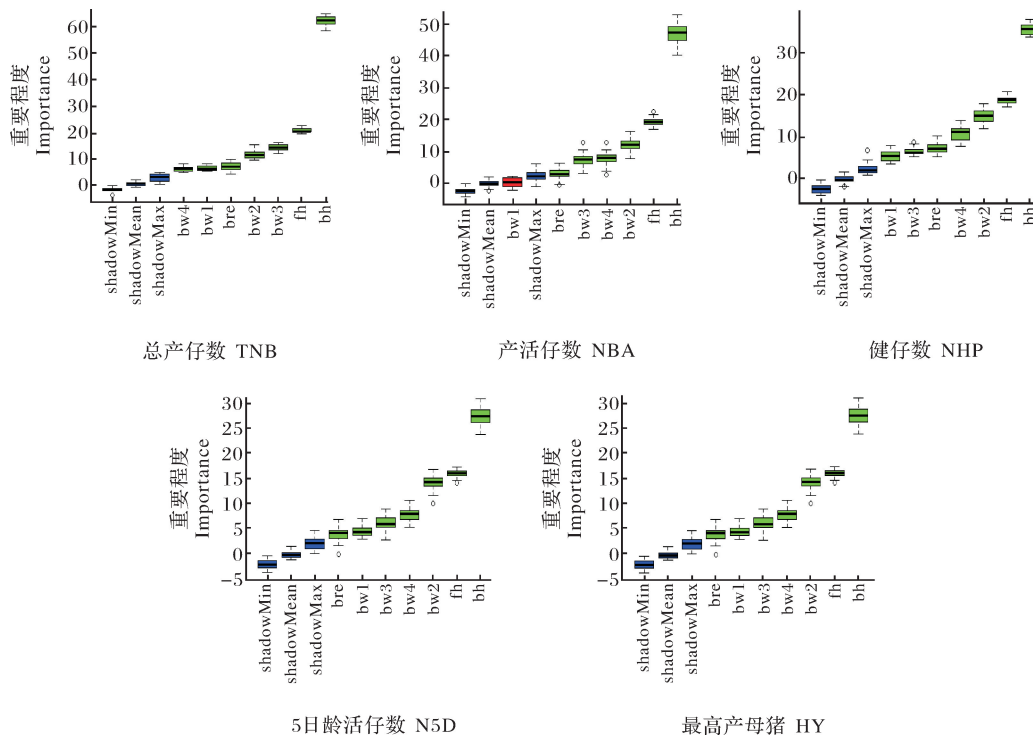 重要程度
Importance
60
50
40
30
20
10
0
shadowMin
shadowMean
shadowMax
bw4
bw1
bre
bw2
bw3
fh
bh
总产仔数 TNB
重要程度
Importance
50
40
30
20
10
0
shadowMin
shadowMean
bw1
shadowMax
bre
bw3
bw4
bw2
fh
bh
产活仔数 NBA
重要程度
Importance
30
20
10
0
shadowMin
shadowMean
shadowMax
bw1
bw3
bre
bw4
bw2
fh
bh
健仔数 NHP
重要程度
Importance
30
25
20
15
10
5
0
−5
shadowMin
shadowMean
shadowMax
bre
bw1
bw3
bw4
bw2
fh
bh
5日龄活仔数 N5D
重要程度
Importance
30
25
20
15
10
5
0
−5
shadowMin
shadowMean
shadowMax
bre
bw1
bw3
bw4
bw2
fh
bh
最高产母猪 HY